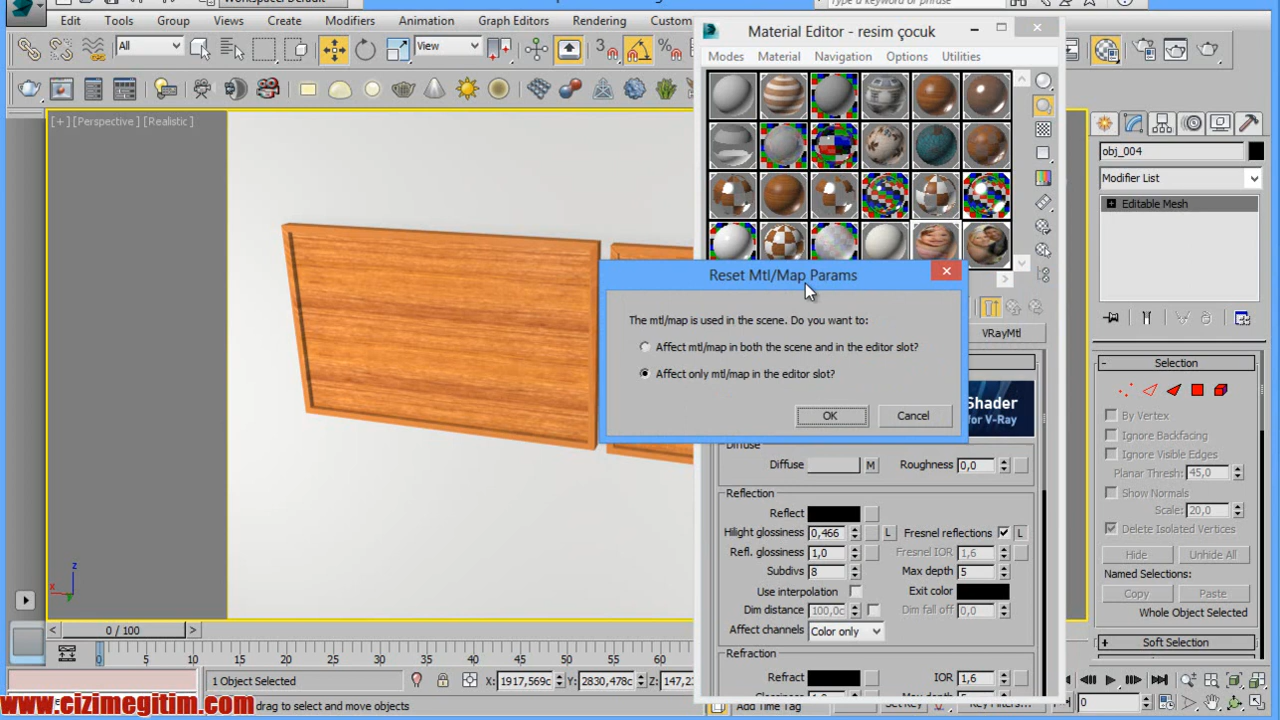 Edit Tools Group Views Create Modifiers Animation Graph Editors Rendering Custom
Material Editor - resim çocuk
All
View
Modes Material Navigation Options Utilities
[+] [Perspective] [Realistic]
obj_004
Modifier List
Editable Mesh
Reset Mtl/Map Params
The mtl/map is used in the scene. Do you want to:
Affect mtl/map in both the scene and in the editor slot?
Affect only mtl/map in the editor slot?
OK Cancel
VRayMtl
Shader
for V-Ray
Diffuse
Diffuse M Roughness 0,0
Reflection
Reflect
Hilight glossiness 0,466 L Fresnel reflections L
Refl. glossiness 1,0 Fresnel IOR 1,6
Subdivs 8 Max depth 5
Use interpolation Exit color
Dim distance 100,0c Dim fall off 0,0
Affect channels Color only
Refraction
Refract IOR 1,6
Selection
By Vertex
Ignore Backfacing
Ignore Visible Edges
Planar Thresh: 45,0
Show Normals
Scale: 20,0
Delete Isolated Vertices
Hide Unhide All
Named Selections:
Copy Paste
Whole Object Selected
Soft Selection
z
x
y
0 / 100
0 5 10 15 20 25 30 35 40 45 50 55 60
1 Object Selected X: 1917,569c Y: 2830,478c Z: 147,2
www.cizimegitim.com
drag to select and move objects
Add Time Tag
0